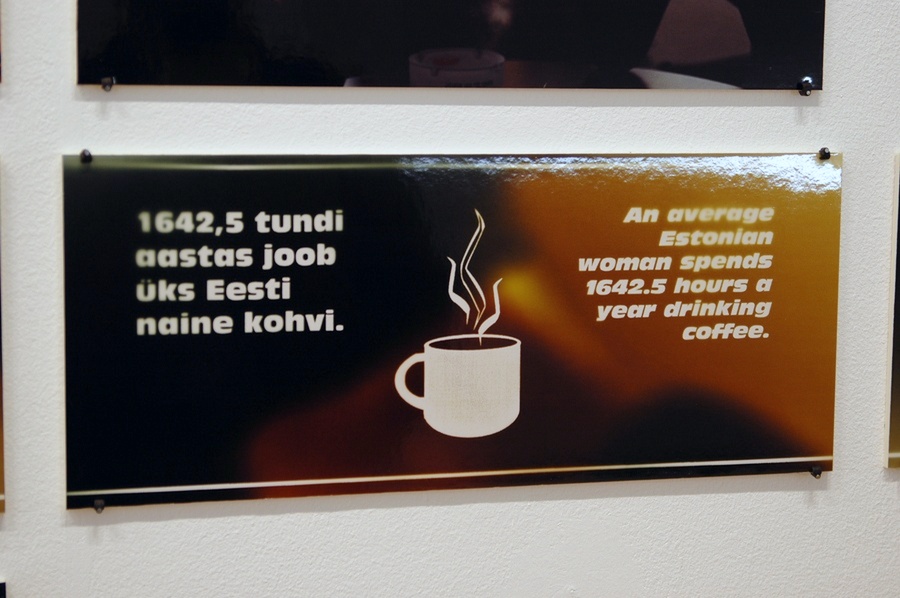 1642,5 tundi
aastas joob
üks Eesti
naine kohvi.
An average
Estonian
woman spends
1642.5 hours a
year drinking
coffee.